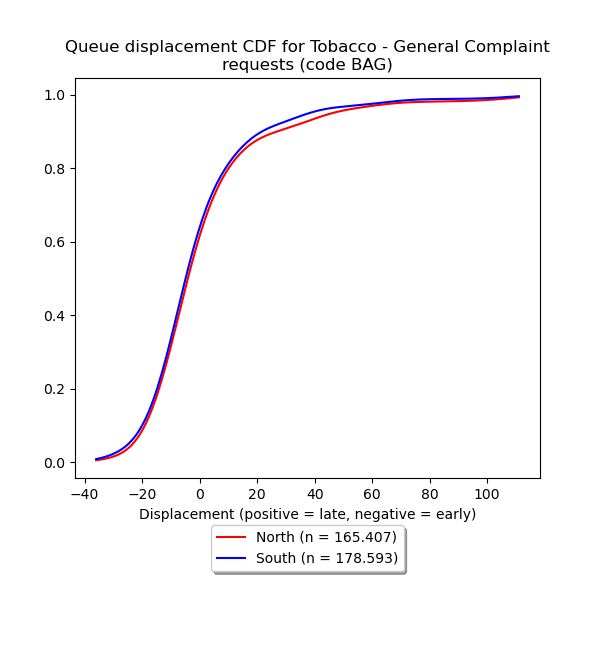 Queue displacement CDF for Tobacco - General Complaint
requests (code BAG)
1.0
0.8
0.6
0.4
0.2
0.0
−40 −20 0 20 40 60 80 100
Displacement (positive = late, negative = early)
North (n = 165.407)
South (n = 178.593)